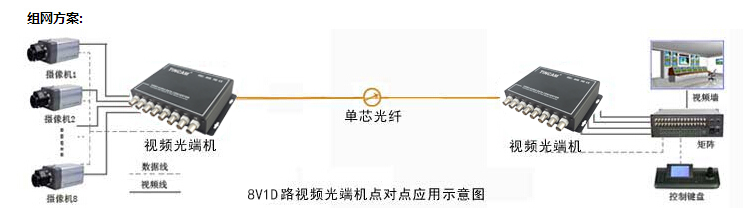 组网方案:
摄像机1
摄像机2
摄像机8
TINCAM
视频光端机
数据线
视频线
单芯光纤
TINCAM
视频光端机
视频墙
矩阵
控制键盘
8V1D路视频光端机点对点应用示意图